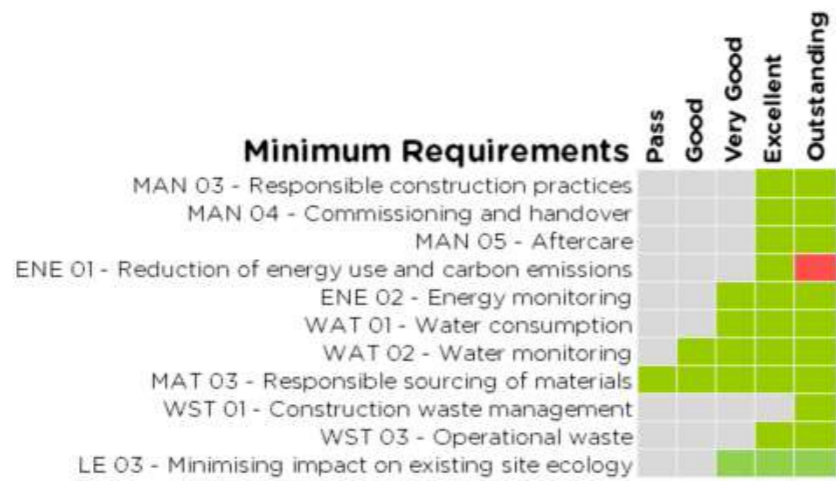 Minimum Requirements
Pass
Good
Very Good
Excellent
Outstanding
MAN 03 - Responsible construction practices
MAN 04 - Commissioning and handover
MAN 05 - Aftercare
ENE 01 - Reduction of energy use and carbon emissions
ENE 02 - Energy monitoring
WAT 01 - Water consumption
WAT 02 - Water monitoring
MAT 03 - Responsible sourcing of materials
WST 01 - Construction waste management
WST 03 - Operational waste
LE 03 - Minimising impact on existing site ecology